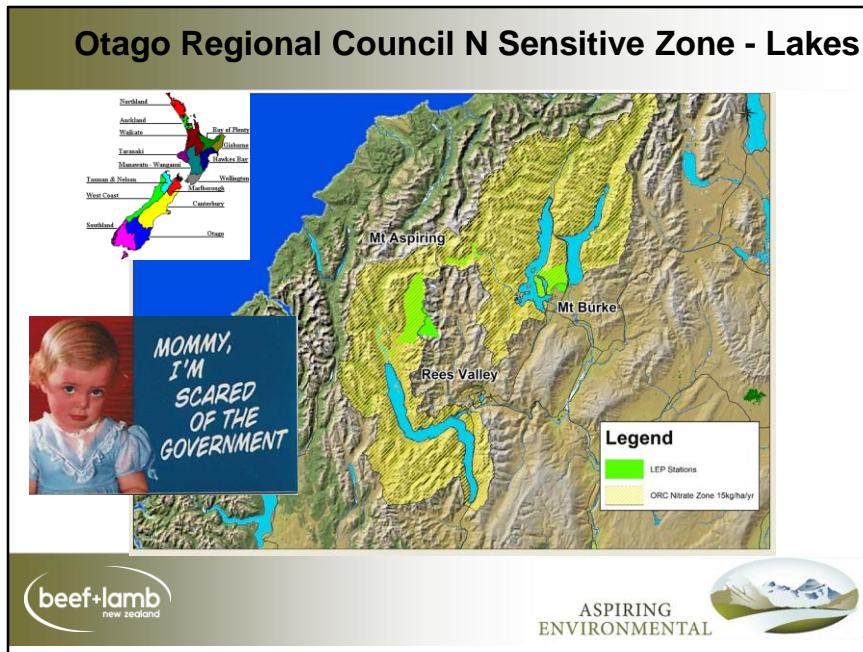 Otago Regional Council N Sensitive Zone - Lakes
Northland
Auckland
Waikato
Bay of Plenty
Gisborne
Taranaki
Hawkes Bay
Manawatu - Wanganui
Tasman & Nelson
Wellington
Marlborough
West Coast
Canterbury
Southland
Otago
Mt Aspiring
Mt Burke
Rees Valley
MOMMY,
I'M
SCARED
OF THE
GOVERNMENT
Legend
LEP Stations
ORC Nitrate Zone 15kg/ha/yr
beef+lamb
new zealand
ASPIRING
ENVIRONMENTAL